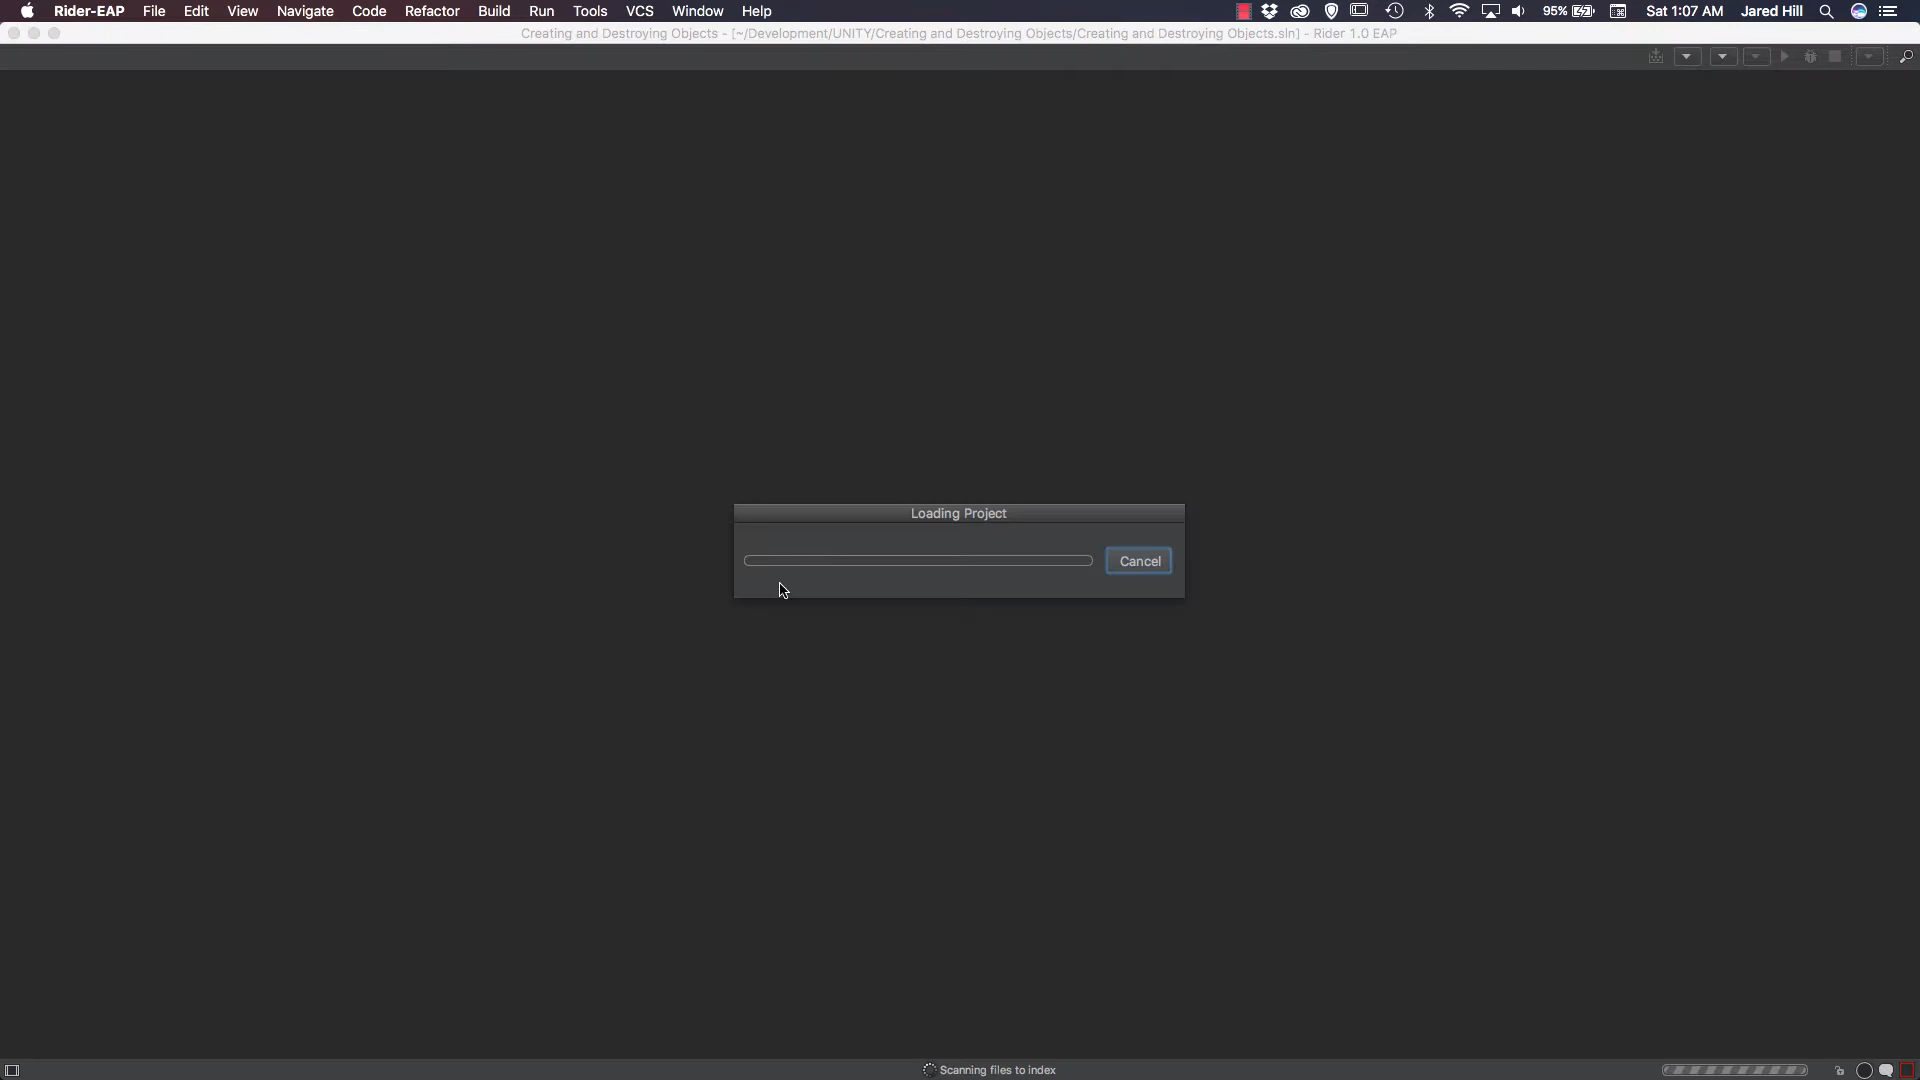 Rider-EAP File Edit View Navigate Code Refactor Build Run Tools VCS Window Help 95% Sat 1:07 AM Jared Hill
Creating and Destroying Objects - [~/Development/UNITY/Creating and Destroying Objects/Creating and Destroying Objects.sln] - Rider 1.0 EAP
Loading Project
Cancel
Scanning files to index